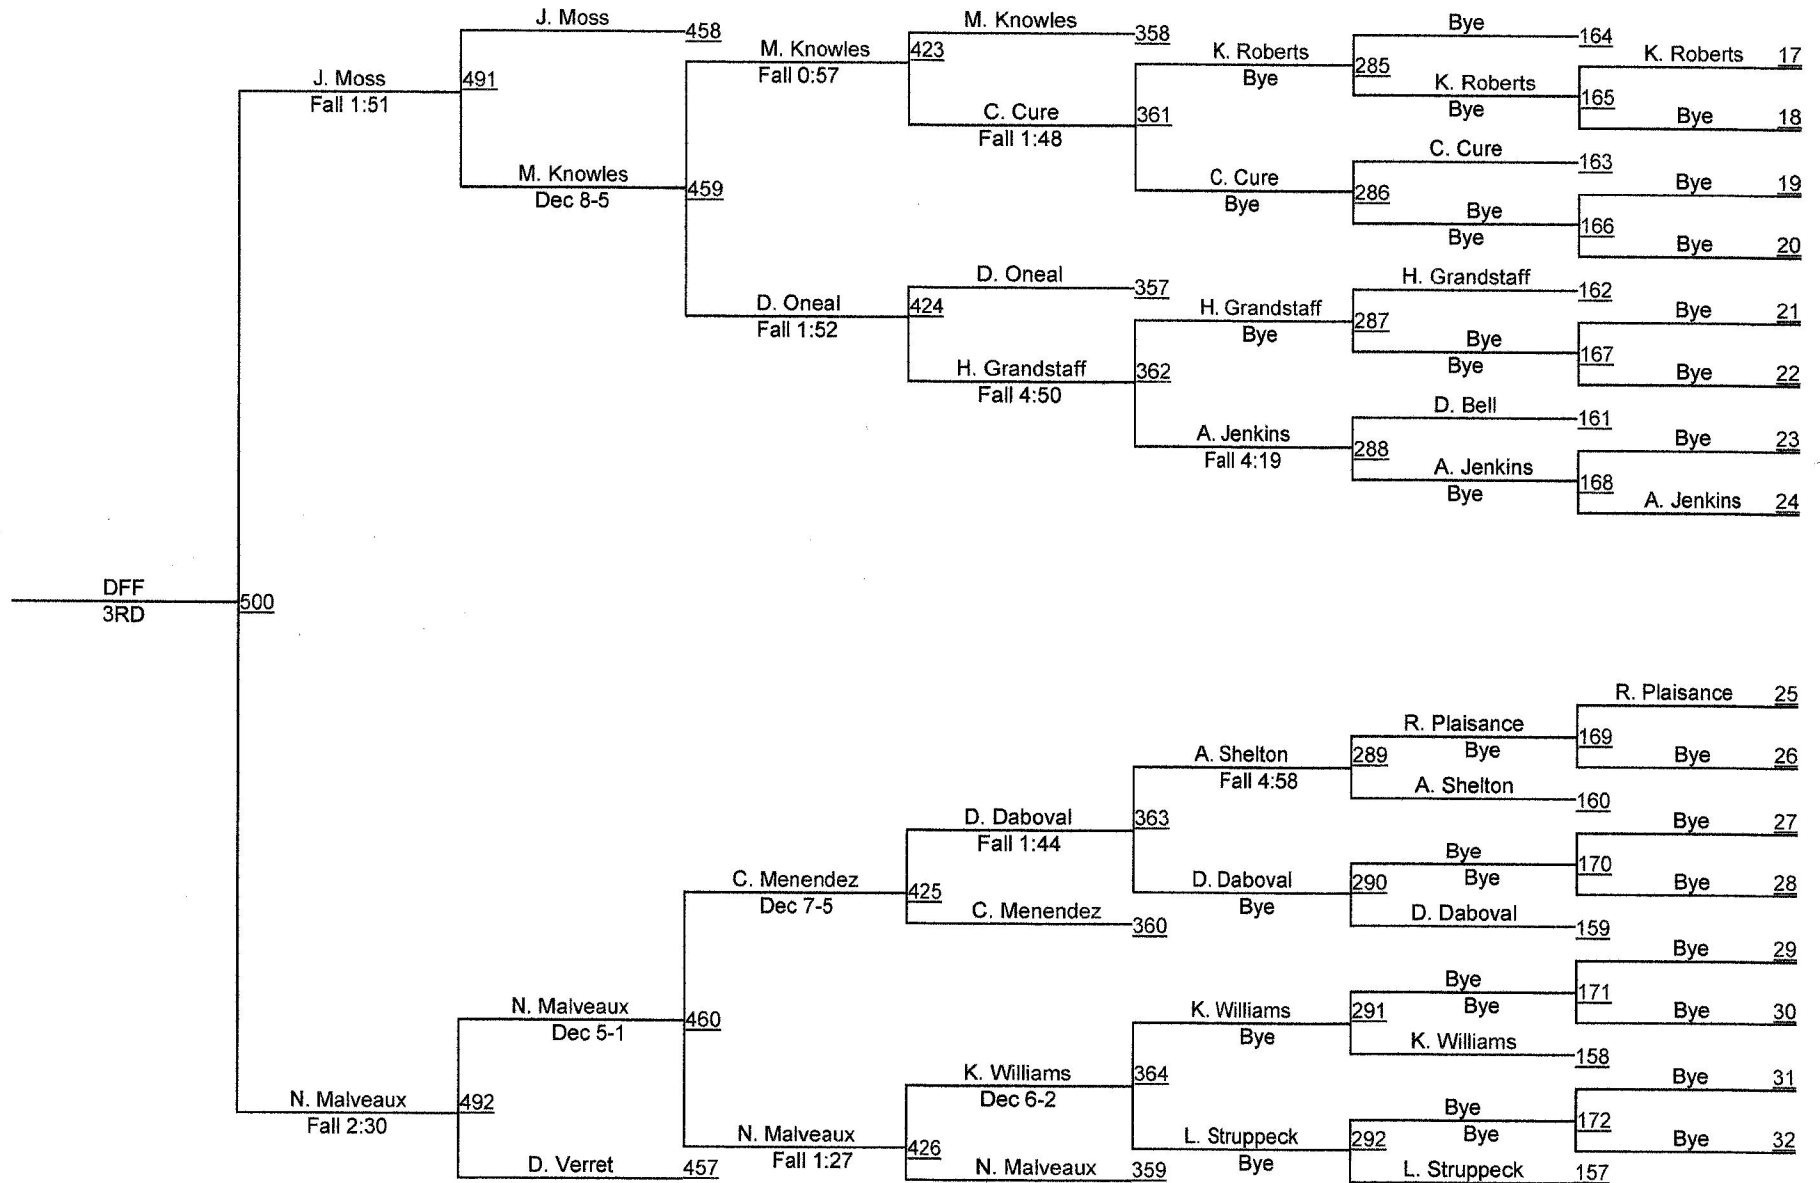 J. Moss 458
J. Moss 491
Fall 1:51
M. Knowles 459
Dec 8-5
M. Knowles 423
Fall 0:57
M. Knowles 358
C. Cure 361
Fall 1:48
K. Roberts 285
Bye
Bye 164
K. Roberts 165
Bye
K. Roberts 17
Bye 18
C. Cure 286
Bye
C. Cure 163
Bye 166
Bye
Bye 19
Bye 20
D. Oneal 424
Fall 1:52
D. Oneal 357
H. Grandstaff 362
Fall 4:50
H. Grandstaff 287
Bye
H. Grandstaff 162
Bye 167
Bye
Bye 21
Bye 22
A. Jenkins 288
Fall 4:19
D. Bell 161
A. Jenkins 168
Bye
Bye 23
A. Jenkins 24
DFF 500
3RD
N. Malveaux 492
Fall 2:30
N. Malveaux 460
Dec 5-1
C. Menendez 425
Dec 7-5
D. Daboval 363
Fall 1:44
A. Shelton 289
Fall 4:58
R. Plaisance 169
Bye
R. Plaisance 25
Bye 26
A. Shelton 160
D. Daboval 290
Bye
Bye 170
Bye
Bye 27
Bye 28
D. Daboval 159
C. Menendez 360
N. Malveaux 426
Fall 1:27
K. Williams 364
Dec 6-2
K. Williams 291
Bye
Bye 171
Bye
Bye 29
Bye 30
K. Williams 158
L. Struppeck 292
Bye
Bye 172
Bye
Bye 31
Bye 32
L. Struppeck 157
N. Malveaux 359
D. Verret 457